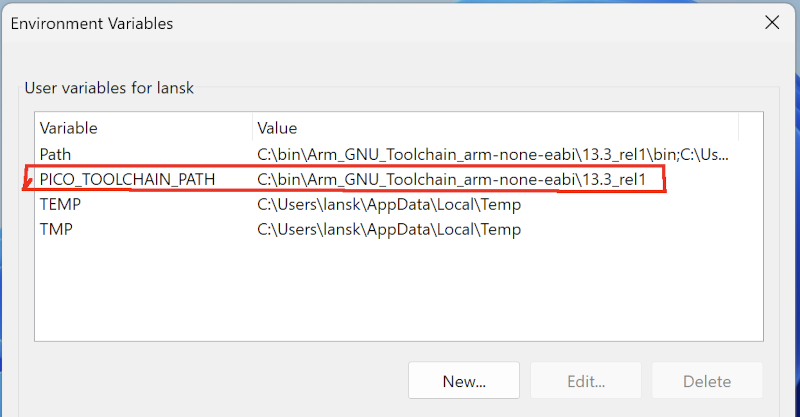 Environment Variables
User variables for lansk
Variable Value
Path C:\bin\Arm_GNU_Toolchain_arm-none-eabi\13.3_rel1\bin;C:\Us...
PICO_TOOLCHAIN_PATH C:\bin\Arm_GNU_Toolchain_arm-none-eabi\13.3_rel1
TEMP C:\Users\lansk\AppData\Local\Temp
TMP C:\Users\lansk\AppData\Local\Temp
New... Edit... Delete